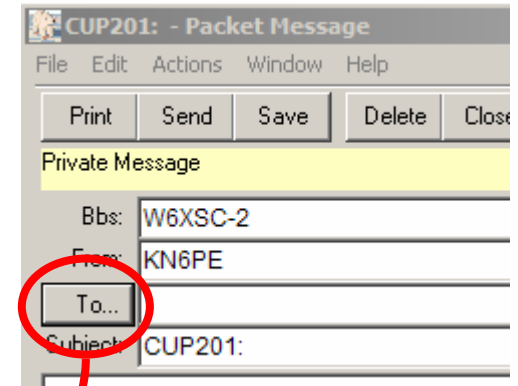 CUP201: - Packet Message
File Edit Actions Window Help
Print Send Save Delete Close
Private Message
Bbs: W6XSC-2
From: KN6PE
To...
Subject: CUP201: